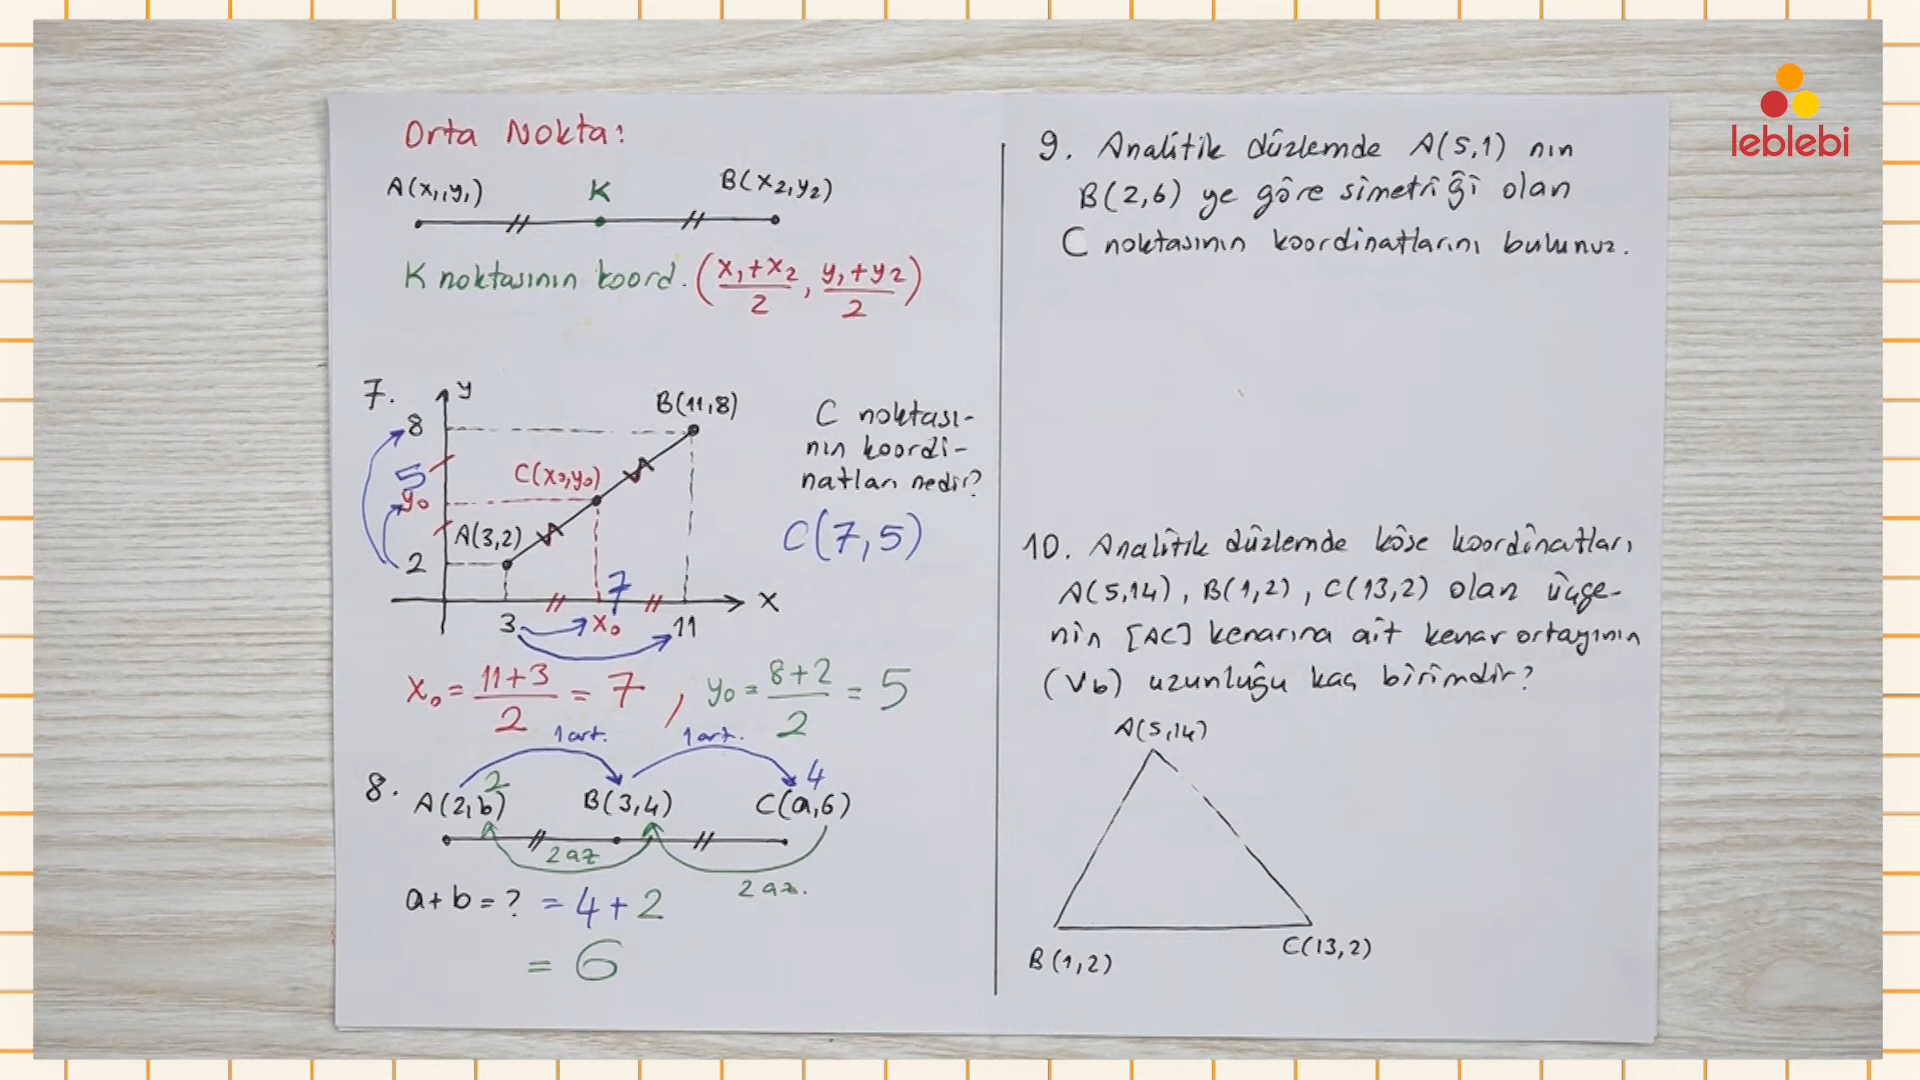 leblebi
Orta Nokta:
A(x₁,y₁) K B(x₂,y₂)
K noktasının koord. (x₁+x₂/2, y₁+y₂/2)
7.
y
8
5
y₀
2
B(11,8)
C(x₀,y₀)
A(3,2)
7
3 x₀ 11
x
C noktası-
nın koordi-
natları nedir?
C(7,5)
x₀ = 11+3/2 = 7 , y₀ = 8+2/2 = 5
1 art. 1 art.
2 4
8. A(2,b) B(3,4) C(a,6)
2 az
2 az.
a+b=? = 4+2
= 6
9. Analitik düzlemde A(5,1) nın
B(2,6) ye göre simetriği olan
C noktasının koordinatlarını bulunuz.
10. Analitik düzlemde köşe koordinatları
A(5,14), B(1,2), C(13,2) olan üçge-
nin [AC] kenarına ait kenarortayının
(Vb) uzunluğu kaç birimdir?
A(5,14)
B(1,2)
C(13,2)